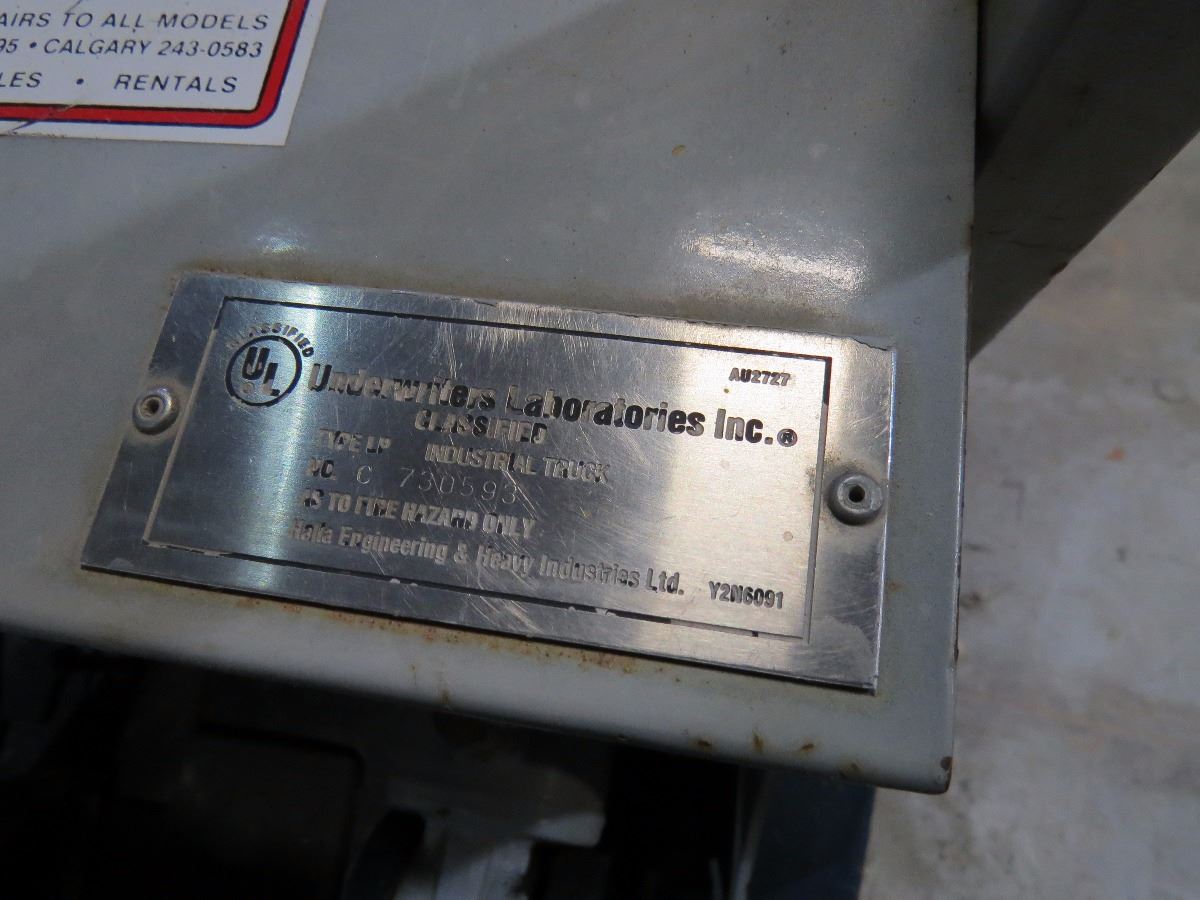 AIRS TO ALL MODELS
95 • CALGARY 243-0583
LES • RENTALS
CLASSIFIED
UL
AU2727
Underwriters Laboratories Inc.®
CLASSIFIED
TYPE LP INDUSTRIAL TRUCK
NO. C 730593
AS TO FIRE HAZARD ONLY
Halla Engineering & Heavy Industries Ltd. Y2N6091